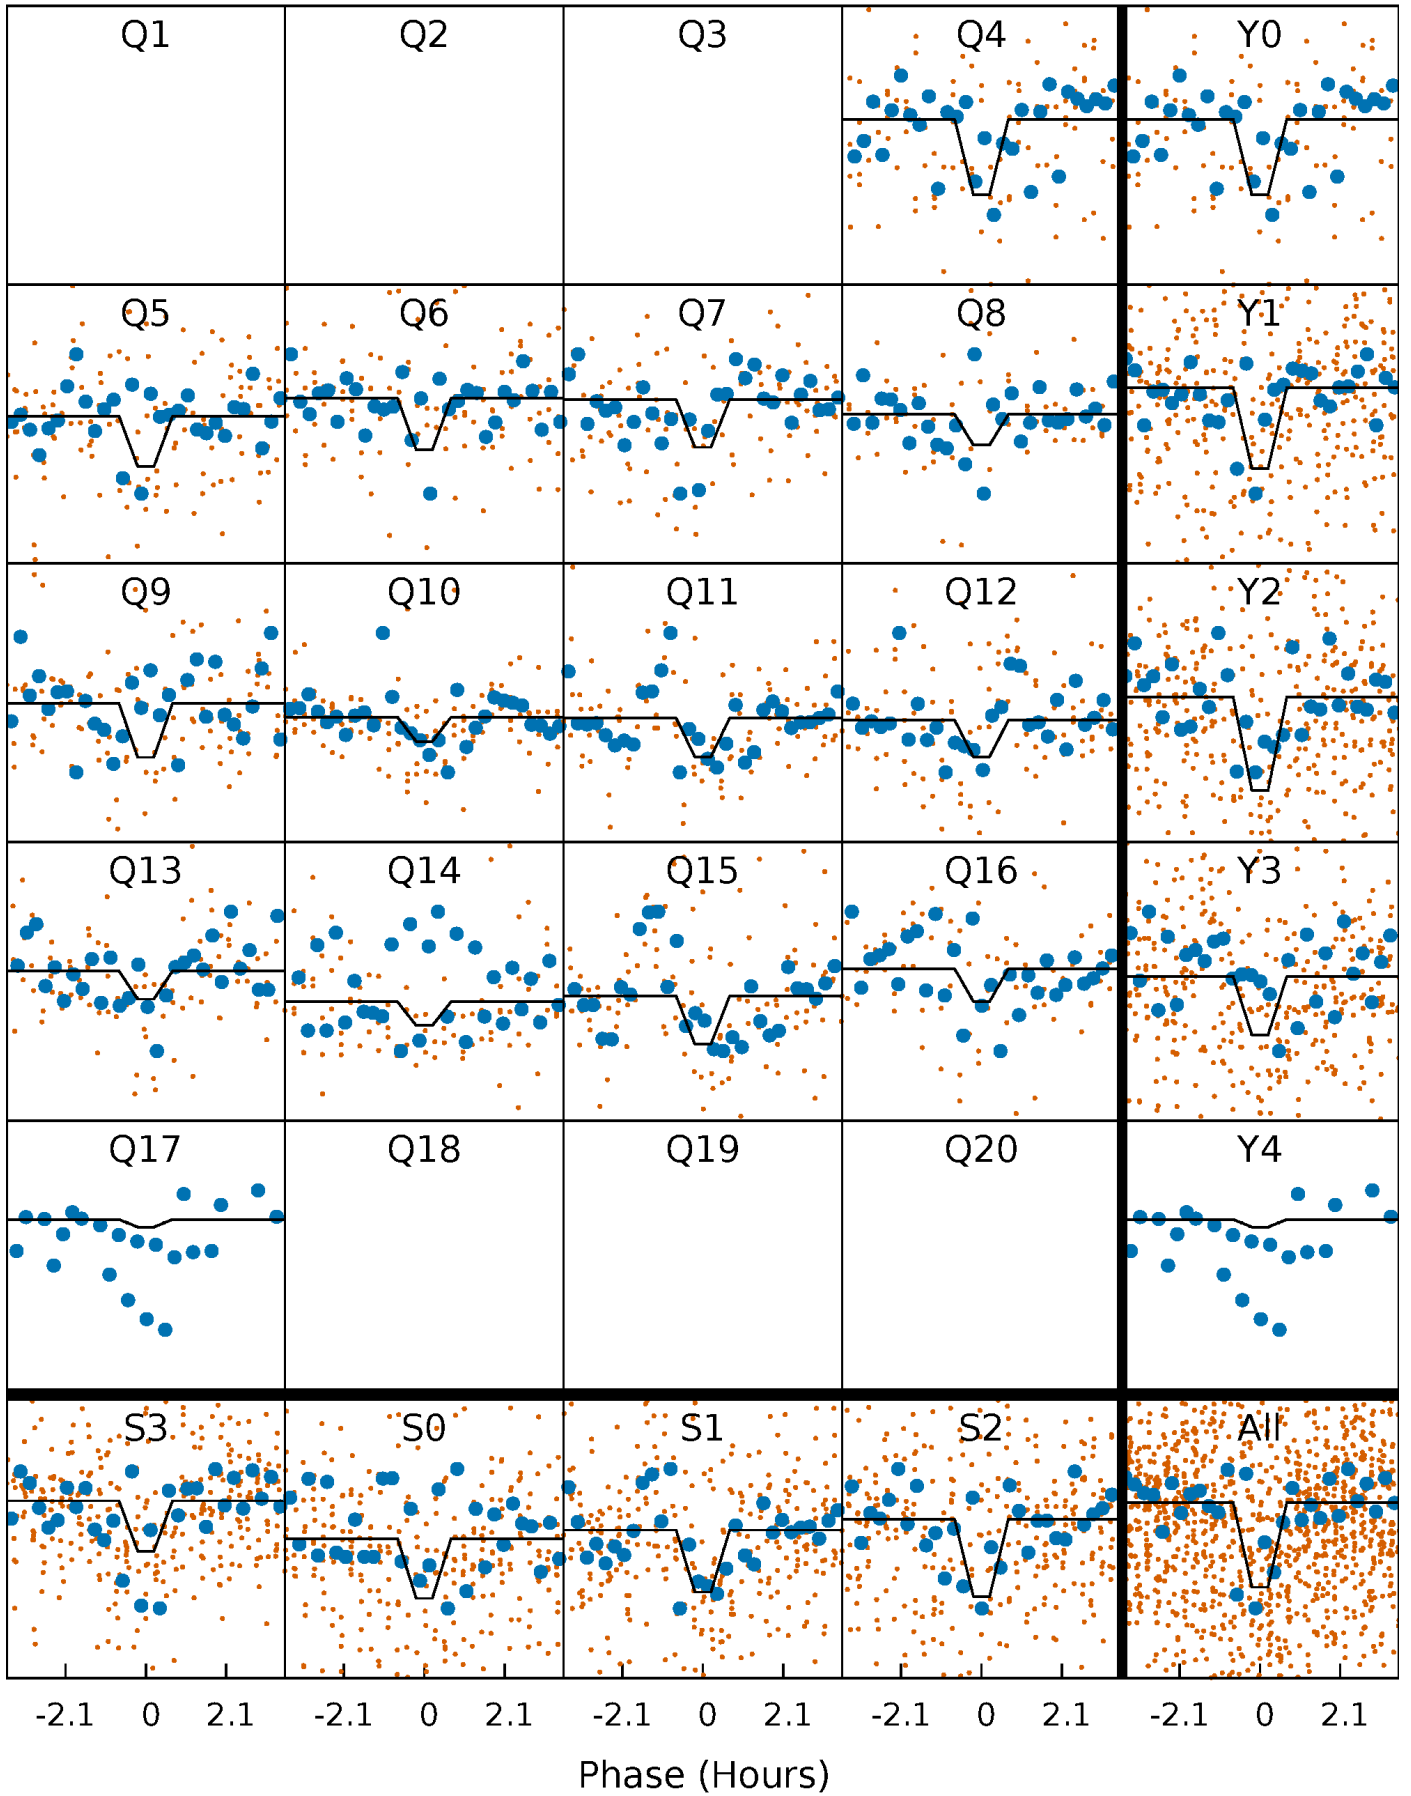 Q1 Q2 Q3 Q4 Y0
Q5 Q6 Q7 Q8 Y1
Q9 Q10 Q11 Q12 Y2
Q13 Q14 Q15 Q16 Y3
Q17 Q18 Q19 Q20 Y4
S3 S0 S1 S2 All
-2.1 0 2.1 -2.1 0 2.1 -2.1 0 2.1 -2.1 0 2.1 -2.1 0 2.1
Phase (Hours)